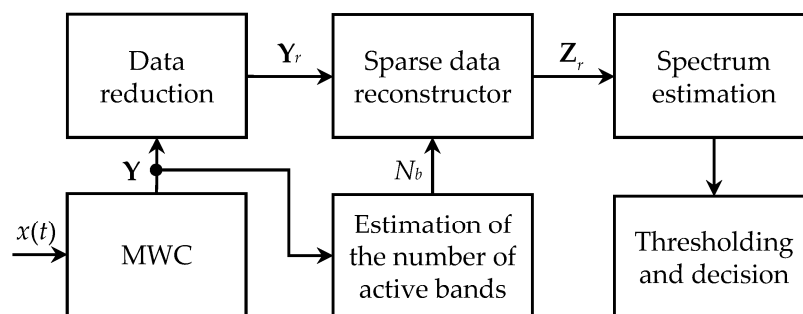 Data
reduction
Y_r
Sparse data
reconstructor
Z_r
Spectrum
estimation
Y
N_b
x(t)
MWC
Estimation of
the number of
active bands
Thresholding
and decision